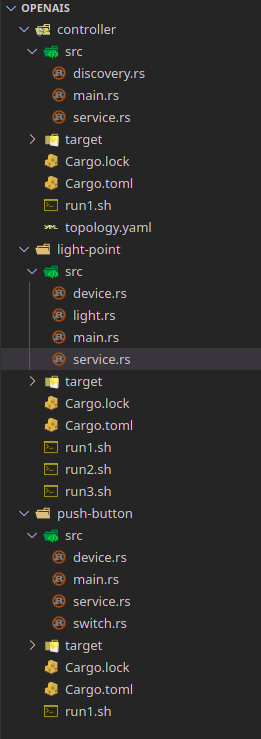 OPENAIS
controller
src
discovery.rs
main.rs
service.rs
target
Cargo.lock
Cargo.toml
run1.sh
topology.yaml
light-point
src
device.rs
light.rs
main.rs
service.rs
target
Cargo.lock
Cargo.toml
run1.sh
run2.sh
run3.sh
push-button
src
device.rs
main.rs
service.rs
switch.rs
target
Cargo.lock
Cargo.toml
run1.sh